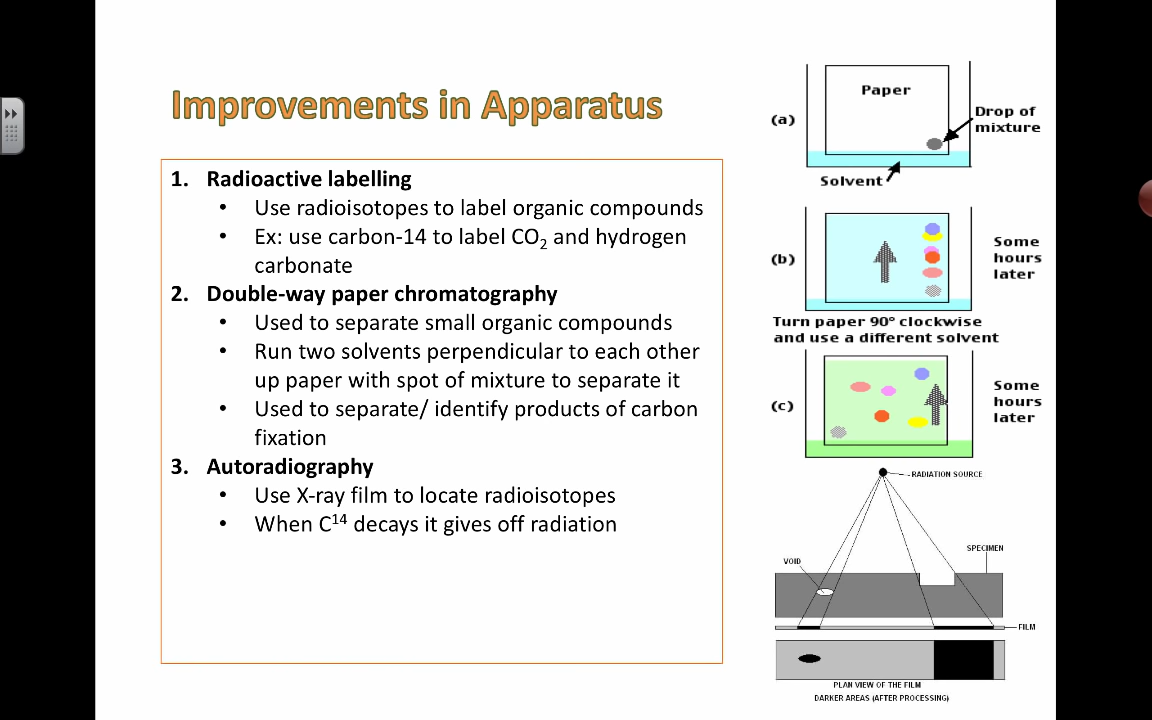 Improvements in Apparatus
1. Radioactive labelling
• Use radioisotopes to label organic compounds
• Ex: use carbon-14 to label CO₂ and hydrogen
carbonate
2. Double-way paper chromatography
• Used to separate small organic compounds
• Run two solvents perpendicular to each other
up paper with spot of mixture to separate it
• Used to separate/ identify products of carbon
fixation
3. Autoradiography
• Use X-ray film to locate radioisotopes
• When C¹⁴ decays it gives off radiation
Paper
(a)
Drop of
mixture
Solvent
(b)
Some
hours
later
Turn paper 90° clockwise
and use a different solvent
(c)
Some
hours
later
RADIATION SOURCE
SPECIMEN
VOID
FILM
PLAN VIEW OF THE FILM
DARKER AREAS (AFTER PROCESSING)